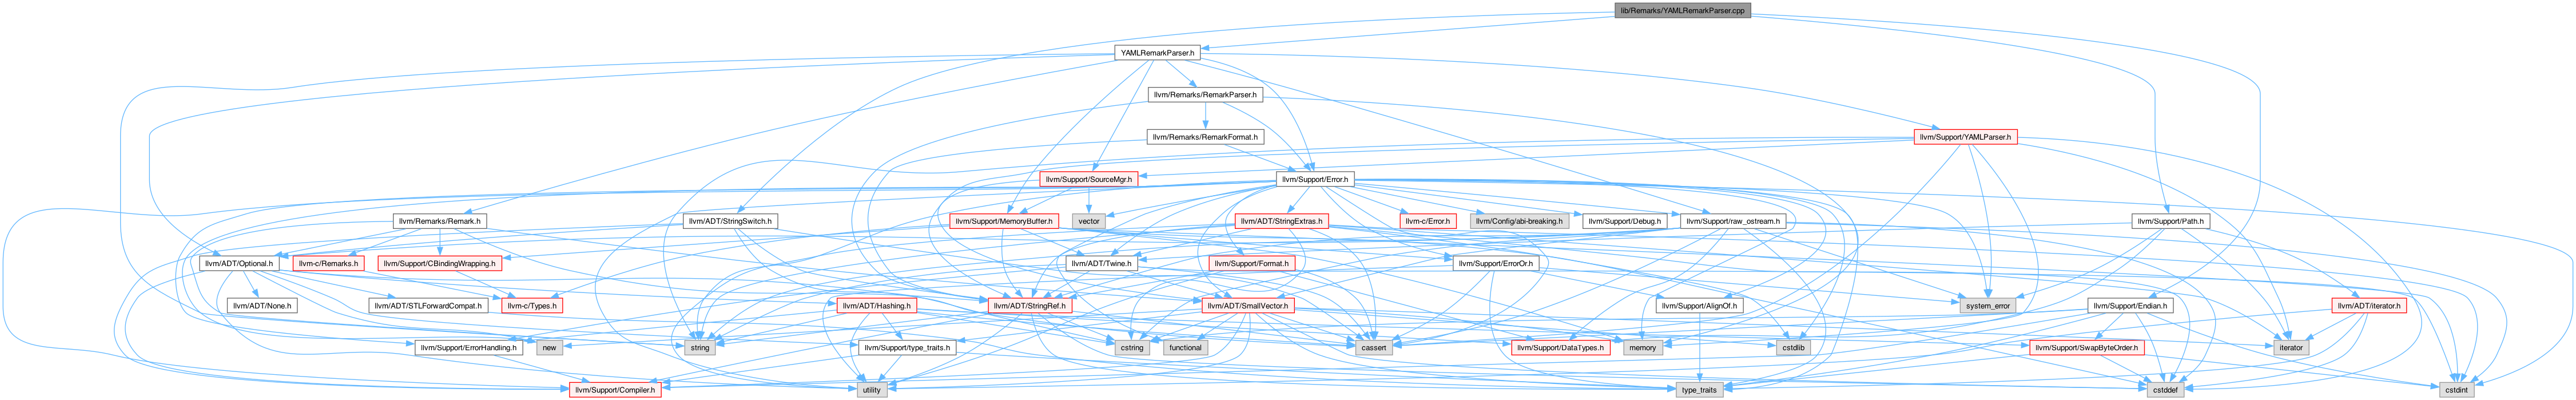 lib/Remarks/YAMLRemarkParser.cpp
YAMLRemarkParser.h
llvm/Remarks/RemarkParser.h
llvm/Remarks/RemarkFormat.h
llvm/Support/YAMLParser.h
llvm/Support/SourceMgr.h
llvm/Support/Error.h
llvm/Remarks/Remark.h
llvm/ADT/StringSwitch.h
llvm/Support/MemoryBuffer.h
vector
llvm/ADT/StringExtras.h
llvm-c/Error.h
llvm/Config/abi-breaking.h
llvm/Support/Debug.h
llvm/Support/raw_ostream.h
llvm/Support/Path.h
llvm/ADT/Optional.h
llvm-c/Remarks.h
llvm/Support/CBindingWrapping.h
llvm/ADT/Twine.h
llvm/Support/Format.h
llvm/Support/ErrorOr.h
llvm/ADT/None.h
llvm/ADT/STLForwardCompat.h
llvm-c/Types.h
llvm/ADT/Hashing.h
llvm/ADT/StringRef.h
llvm/ADT/SmallVector.h
llvm/Support/AlignOf.h
system_error
llvm/Support/Endian.h
llvm/ADT/iterator.h
llvm/Support/ErrorHandling.h
new
string
llvm/Support/type_traits.h
cstring
functional
cassert
llvm/Support/DataTypes.h
memory
cstdlib
llvm/Support/SwapByteOrder.h
iterator
llvm/Support/Compiler.h
utility
type_traits
cstddef
cstdint